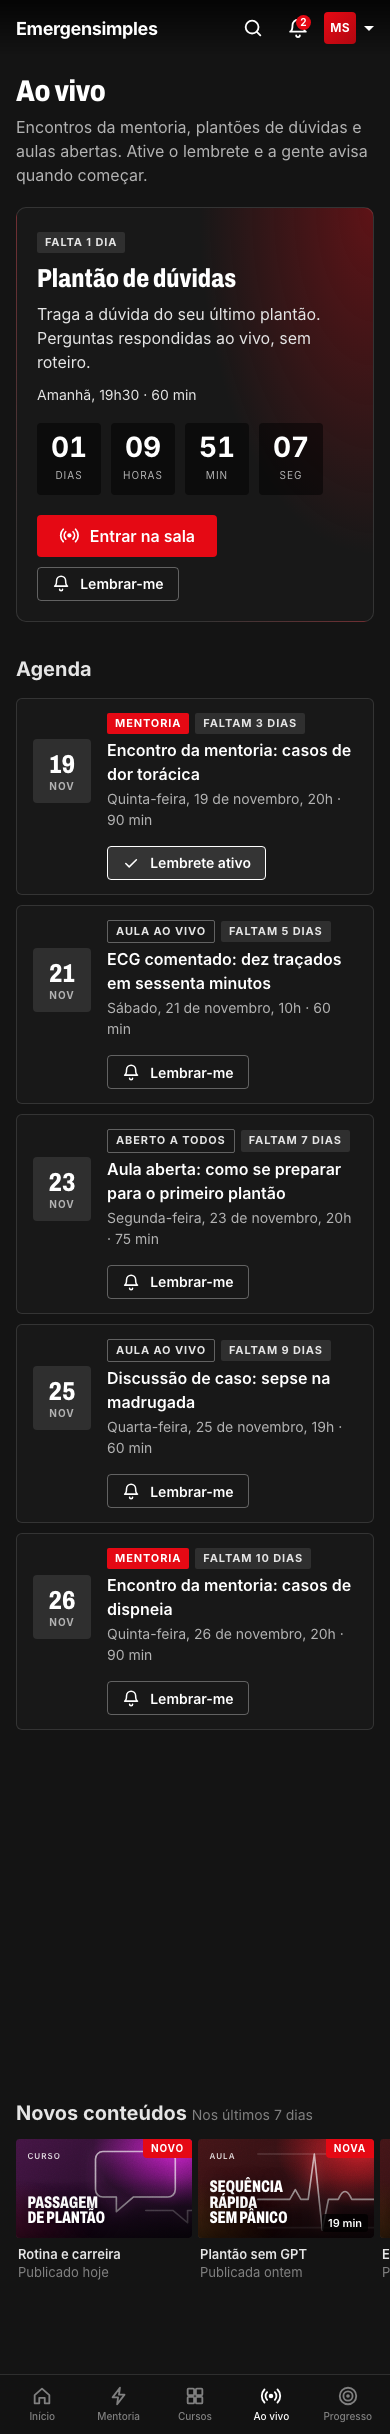 Emergensimples
2
MS
Ao vivo
Encontros da mentoria, plantões de dúvidas e
aulas abertas. Ative o lembrete e a gente avisa
quando começar.
FALTA 1 DIA
Plantão de dúvidas
Traga a dúvida do seu último plantão.
Perguntas respondidas ao vivo, sem
roteiro.
Amanhã, 19h30 · 60 min
01 09 51 07
DIAS HORAS MIN SEG
Entrar na sala
Lembrar-me
Agenda
19
NOV
MENTORIA FALTAM 3 DIAS
Encontro da mentoria: casos de
dor torácica
Quinta-feira, 19 de novembro, 20h ·
90 min
Lembrete ativo
21
NOV
AULA AO VIVO FALTAM 5 DIAS
ECG comentado: dez traçados
em sessenta minutos
Sábado, 21 de novembro, 10h · 60
min
Lembrar-me
23
NOV
ABERTO A TODOS FALTAM 7 DIAS
Aula aberta: como se preparar
para o primeiro plantão
Segunda-feira, 23 de novembro, 20h
· 75 min
Lembrar-me
25
NOV
AULA AO VIVO FALTAM 9 DIAS
Discussão de caso: sepse na
madrugada
Quarta-feira, 25 de novembro, 19h ·
60 min
Lembrar-me
26
NOV
MENTORIA FALTAM 10 DIAS
Encontro da mentoria: casos de
dispneia
Quinta-feira, 26 de novembro, 20h ·
90 min
Lembrar-me
Novos conteúdos Nos últimos 7 dias
CURSO
NOVO
PASSAGEM
DE PLANTÃO
Rotina e carreira
Publicado hoje
AULA
NOVA
SEQUÊNCIA
RÁPIDA
SEM PÂNICO
19 min
Plantão sem GPT
Publicada ontem
E
P
Início Mentoria Cursos Ao vivo Progresso